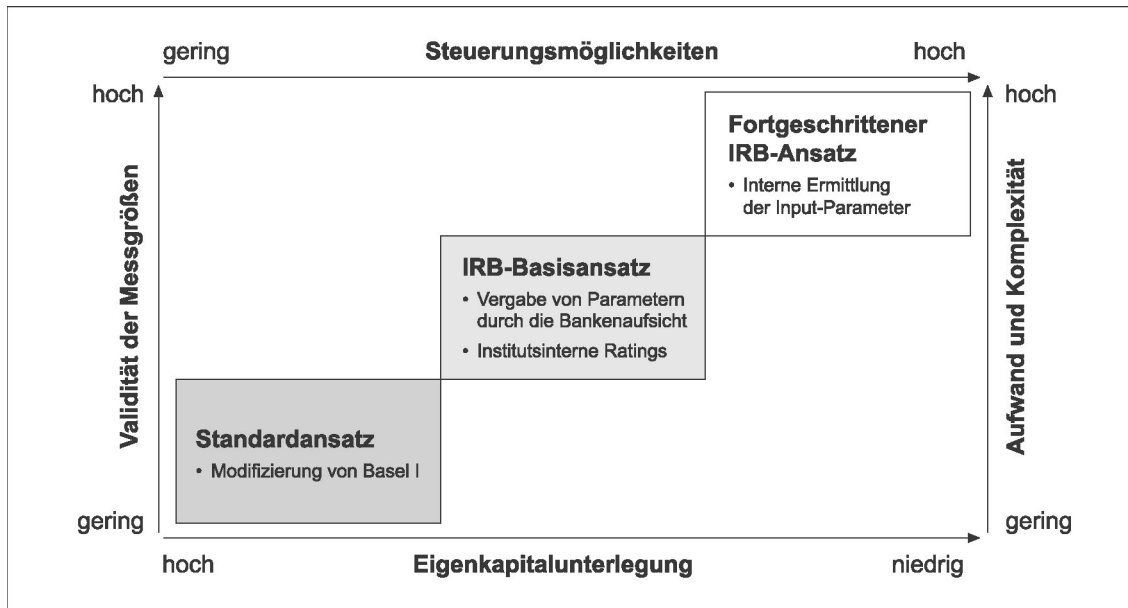 gering Steuerungsmöglichkeiten hoch
hoch
hoch
Validität der Messgrößen
Aufwand und Komplexität
Fortgeschrittener
IRB-Ansatz
• Interne Ermittlung
der Input-Parameter
IRB-Basisansatz
• Vergabe von Parametern
durch die Bankenaufsicht
• Institutsinterne Ratings
Standardansatz
• Modifizierung von Basel I
gering
gering
hoch Eigenkapitalunterlegung niedrig